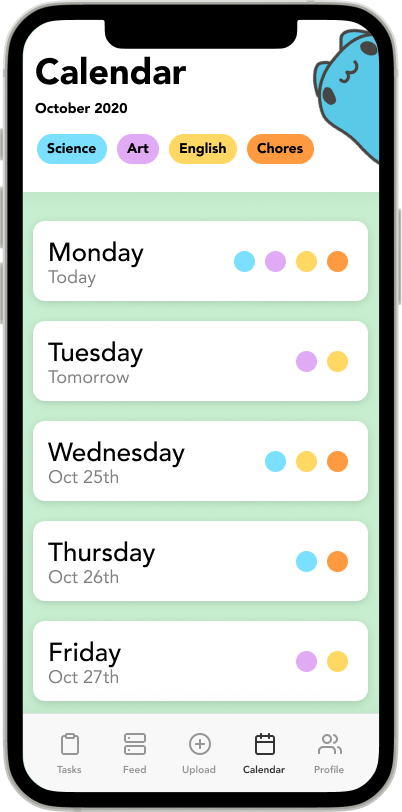 Calendar
October 2020
Science Art English Chores
Monday
Today
Tuesday
Tomorrow
Wednesday
Oct 25th
Thursday
Oct 26th
Friday
Oct 27th
Tasks Feed Upload Calendar Profile